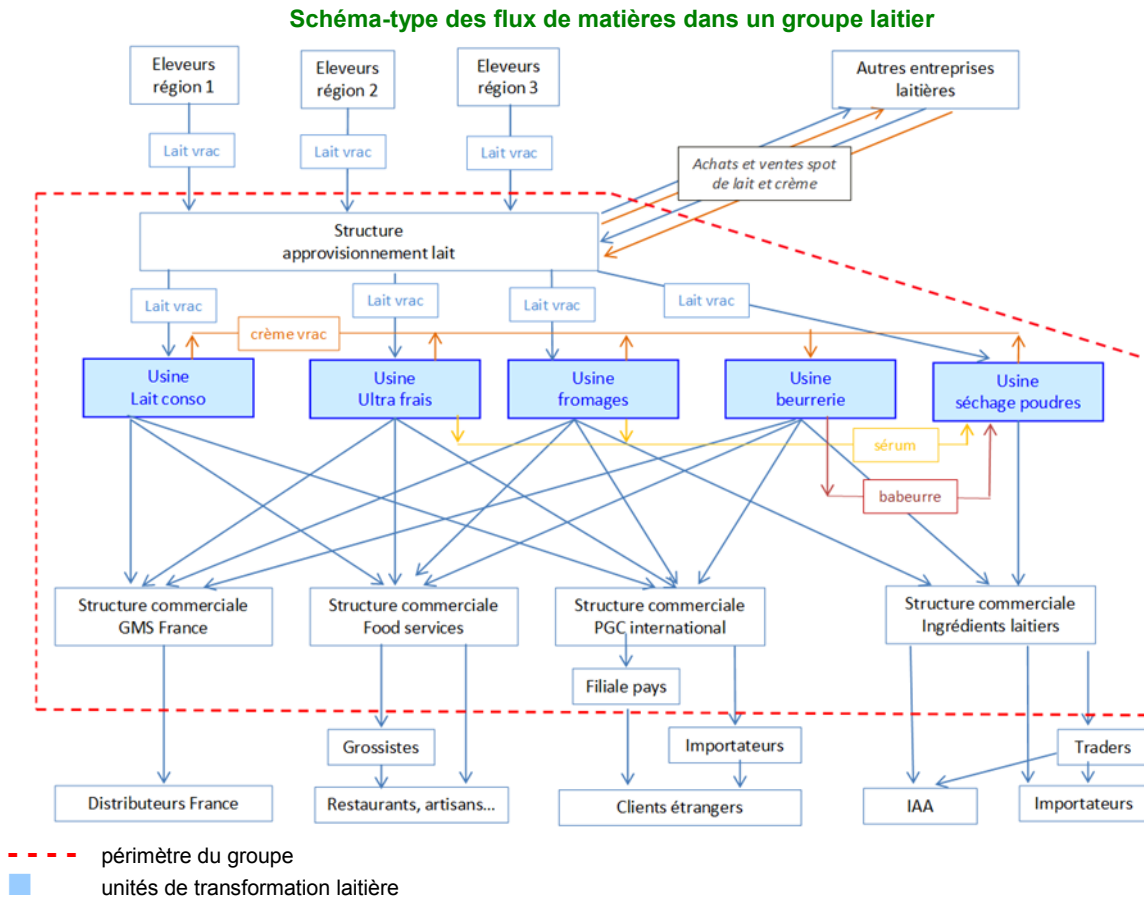 Schéma-type des flux de matières dans un groupe laitier
Eleveurs
région 1
Eleveurs
région 2
Eleveurs
région 3
Autres entreprises
laitières
Lait vrac
Lait vrac
Lait vrac
Achats et ventes spot
de lait et crème
Structure
approvisionnement lait
Lait vrac
Lait vrac
Lait vrac
Lait vrac
crème vrac
Usine
Lait conso
Usine
Ultra frais
Usine
fromages
Usine
beurrerie
Usine
séchage poudres
sérum
babeurre
Structure commerciale
GMS France
Structure commerciale
Food services
Structure commerciale
PGC international
Structure commerciale
Ingrédients laitiers
Filiale pays
Grossistes
Importateurs
Traders
Distributeurs France
Restaurants, artisans...
Clients étrangers
IAA
Importateurs
périmètre du groupe
unités de transformation laitière